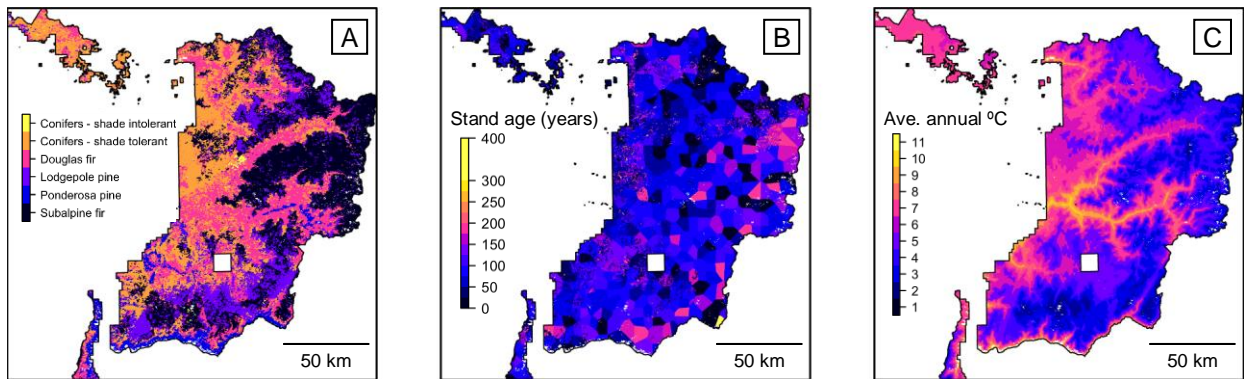 A
Conifers - shade intolerant
Conifers - shade tolerant
Douglas fir
Lodgepole pine
Ponderosa pine
Subalpine fir
50 km
B
Stand age (years)
400
300
250
200
150
100
50
0
50 km
C
Ave. annual ºC
11
10
9
8
7
6
5
4
3
2
1
50 km